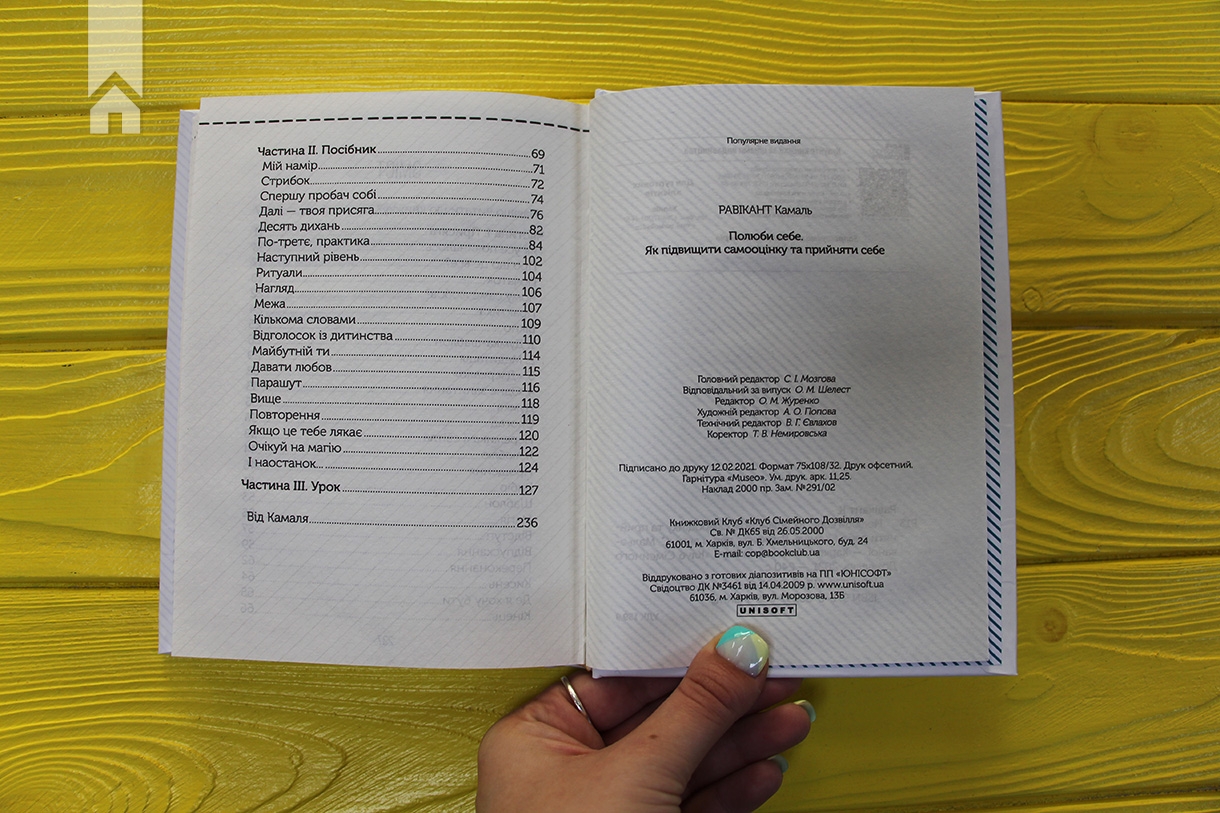 Частина II. Посібник 69
Мій намір 71
Стрибок 72
Спершу пробач собі 74
Далі — твоя присяга 76
Десять дихань 82
По-третє, практика 84
Наступний рівень 102
Ритуали 104
Нагляд 106
Межа 107
Кількома словами 109
Відголосок із дитинства 110
Майбутній ти 114
Давати любов 115
Парашут 116
Вище 118
Повторення 119
Якщо це тебе лякає 120
Очікуй на магію 122
І наостанок... 124
Частина III. Урок 127
Від Камаля 236
Популярне видання
РАВІКАНТ Камаль
Полюби себе.
Як підвищити самооцінку та прийняти себе
Головний редактор С. І. Мозгова
Відповідальний за випуск О. М. Шелест
Редактор О. М. Журенко
Художній редактор А. О. Попова
Технічний редактор В. Г. Євлахов
Коректор Т. В. Немировська
Підписано до друку 12.02.2021. Формат 75x108/32. Друк офсетний.
Гарнітура «Museo». Ум. друк. арк. 11,25.
Наклад 2000 пр. Зам. №291/02
Книжковий Клуб «Клуб Сімейного Дозвілля»
Св. № ДК65 від 26.05.2000
61001, м. Харків, вул. Б. Хмельницького, буд. 24
E-mail: cop@bookclub.ua
Віддруковано з готових діапозитивів на ПП «ЮНІСОФТ»
Свідоцтво ДК №3461 від 14.04.2009 р. www.unisoft.ua
61036, м. Харків, вул. Морозова, 13Б
UNISOFT